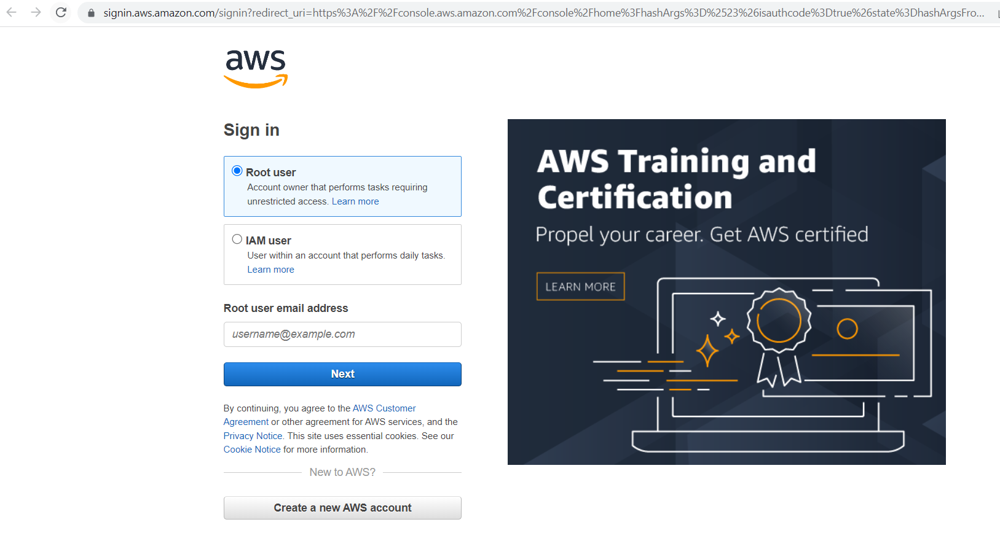 signin.aws.amazon.com/signin?redirect_uri=https%3A%2F%2Fconsole.aws.amazon.com%2Fconsole%2Fhome%3FhashArgs%3D%2523%26isauthcode%3Dtrue%26state%3DhashArgsFro...
aws
Sign in
Root user
Account owner that performs tasks requiring
unrestricted access. Learn more
IAM user
User within an account that performs daily tasks.
Learn more
Root user email address
username@example.com
Next
By continuing, you agree to the AWS Customer
Agreement or other agreement for AWS services, and the
Privacy Notice. This site uses essential cookies. See our
Cookie Notice for more information.
New to AWS?
Create a new AWS account
AWS Training and
Certification
Propel your career. Get AWS certified
LEARN MORE